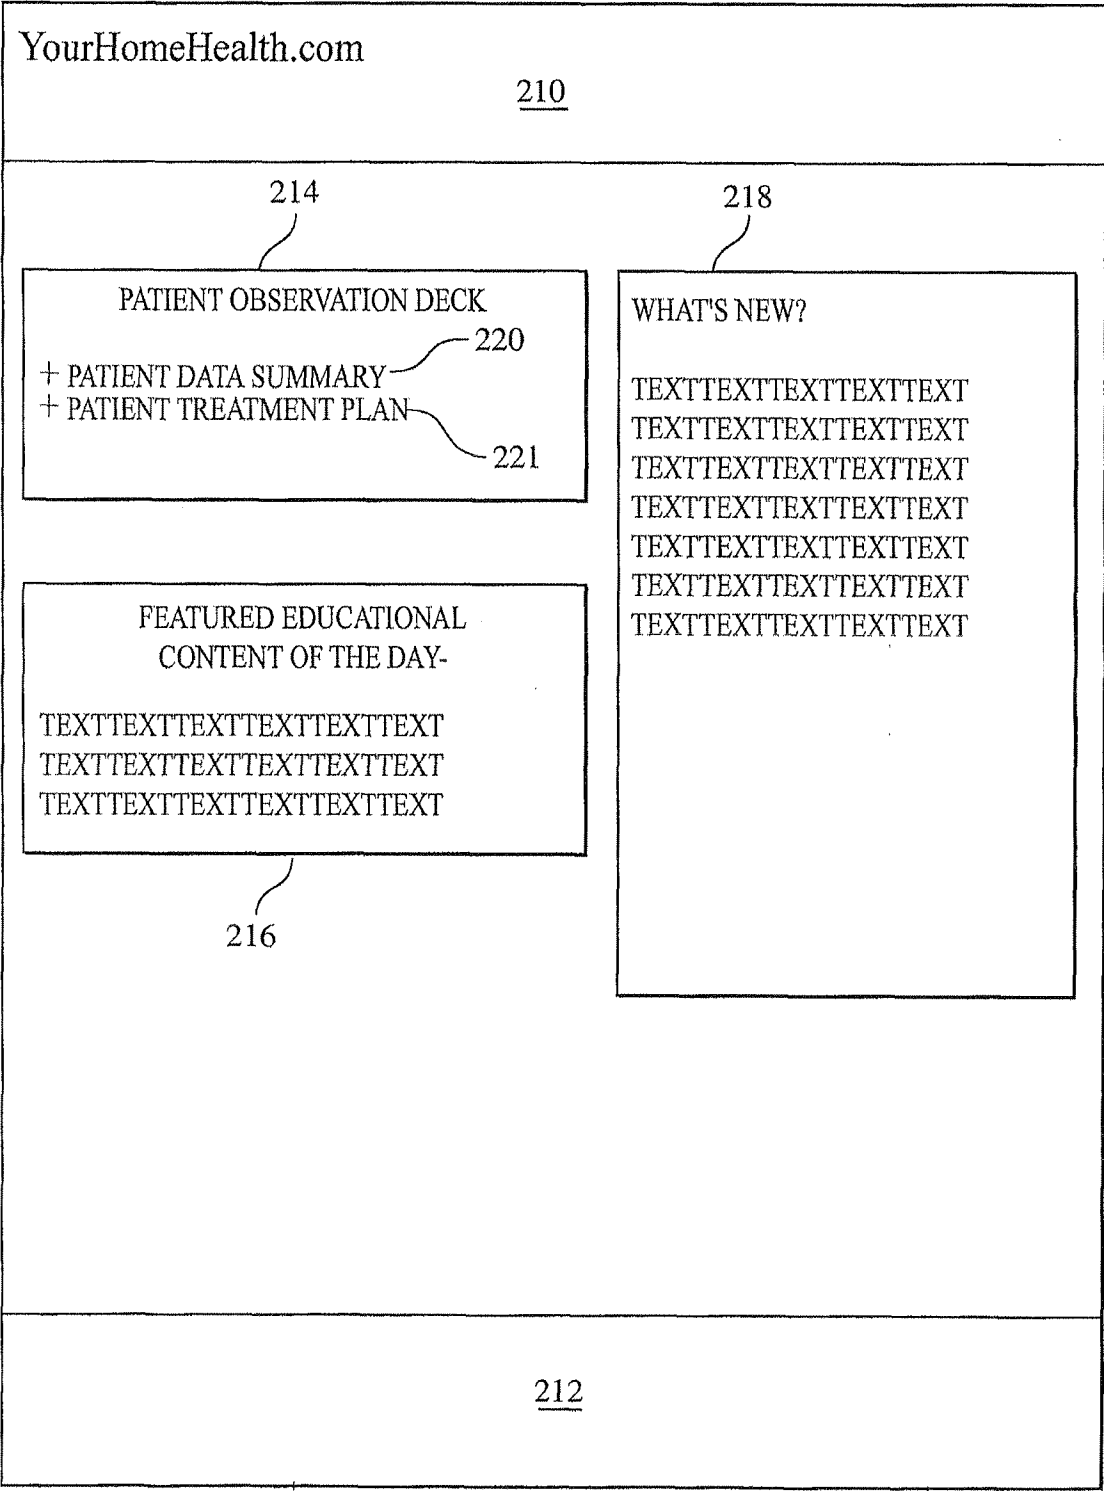 YourHomeHealth.com
210
214
PATIENT OBSERVATION DECK
220
+ PATIENT DATA SUMMARY
+ PATIENT TREATMENT PLAN
221
FEATURED EDUCATIONAL
CONTENT OF THE DAY-
TEXTTEXTTEXTTEXTTEXTTEXT
TEXTTEXTTEXTTEXTTEXTTEXT
TEXTTEXTTEXTTEXTTEXTTEXT
216
218
WHAT'S NEW?
TEXTTEXTTEXTTEXTTEXT
TEXTTEXTTEXTTEXTTEXT
TEXTTEXTTEXTTEXTTEXT
TEXTTEXTTEXTTEXTTEXT
TEXTTEXTTEXTTEXTTEXT
TEXTTEXTTEXTTEXTTEXT
TEXTTEXTTEXTTEXTTEXT
212